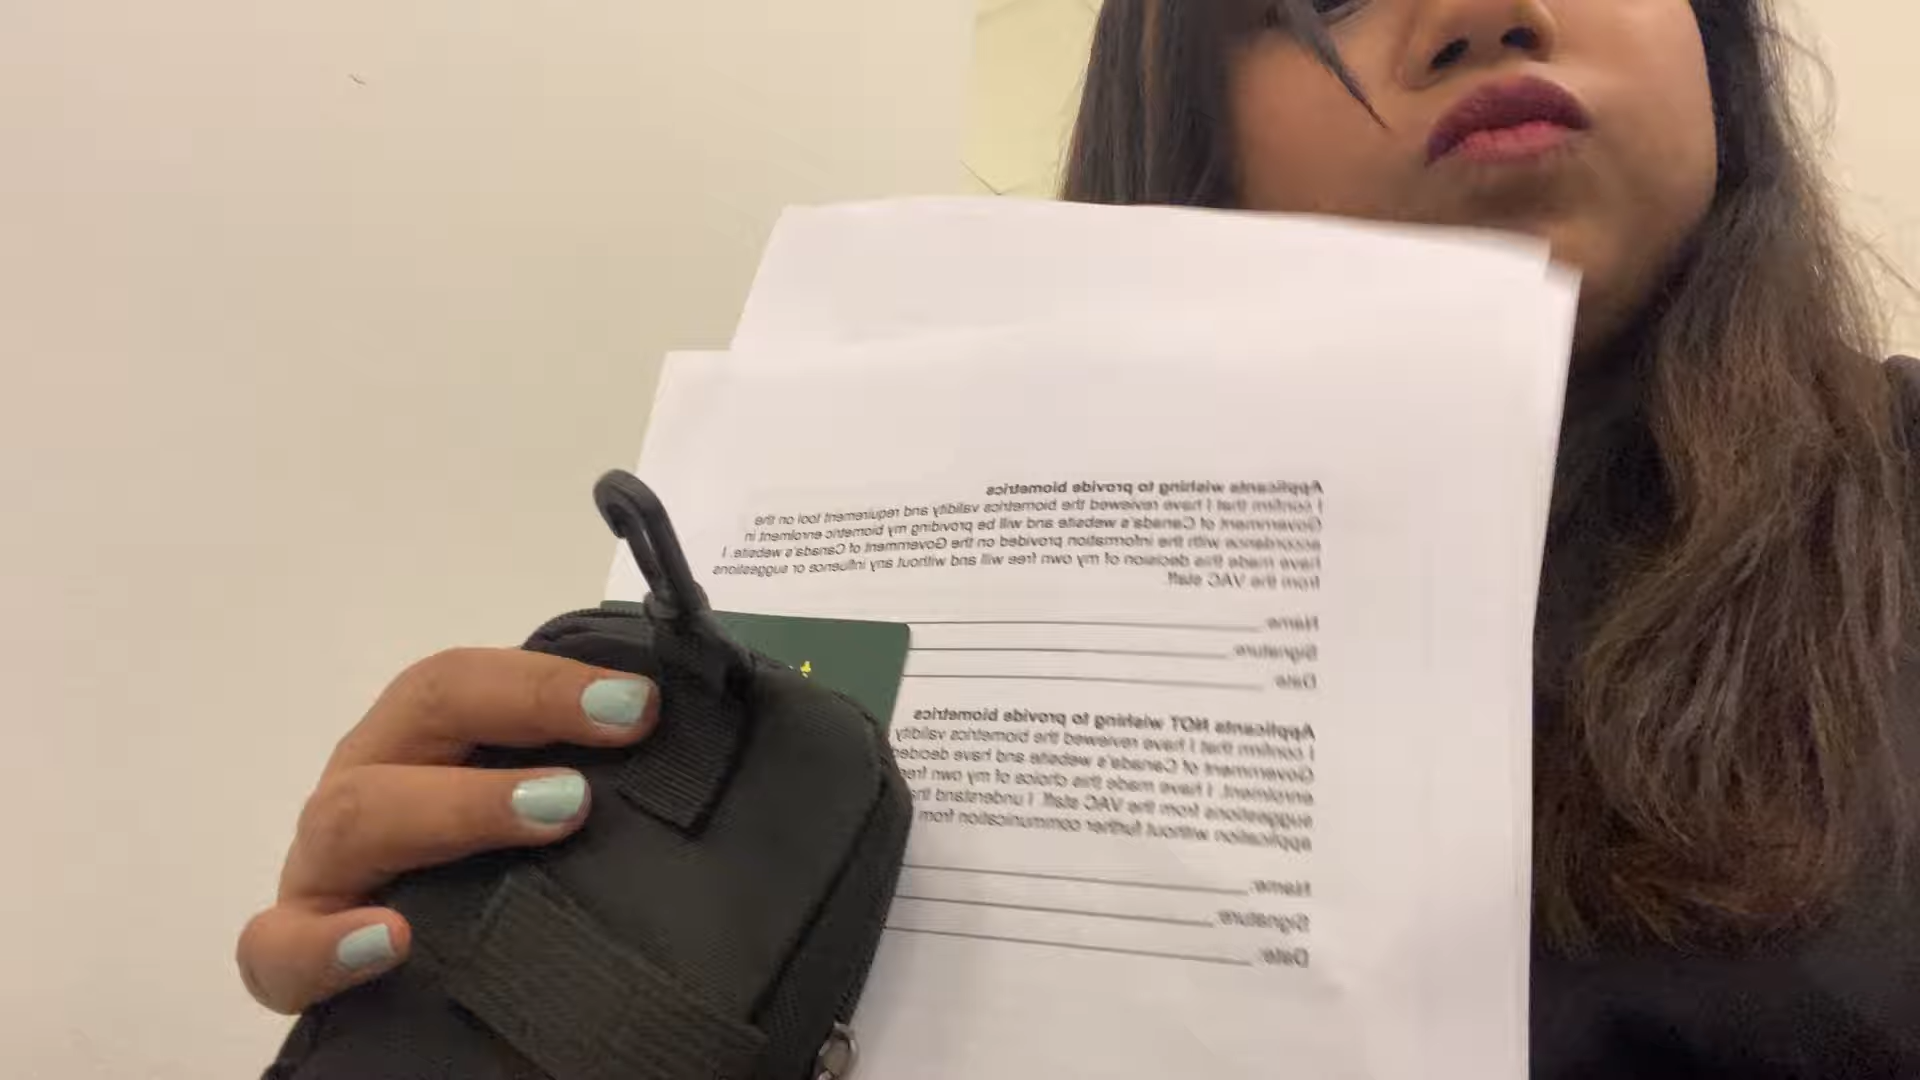 Applicants wishing to provide biometrics
I confirm that I have reviewed the biometrics validity and requirement tool on the
Government of Canada's website and will be providing my biometric enrolment in
accordance with the information provided on the Government of Canada's website. I
have made this decision of my own free will and without any influence or suggestions
from the VAC staff.
Name:
Signature:
Date:
Applicants NOT wishing to provide biometrics
I confirm that I have reviewed the biometrics validity
Government of Canada's website and have decided
enrolment. I have made this choice of my own
suggestions from the VAC staff. I understand
application without further communication from
Name:
Signature:
Date: